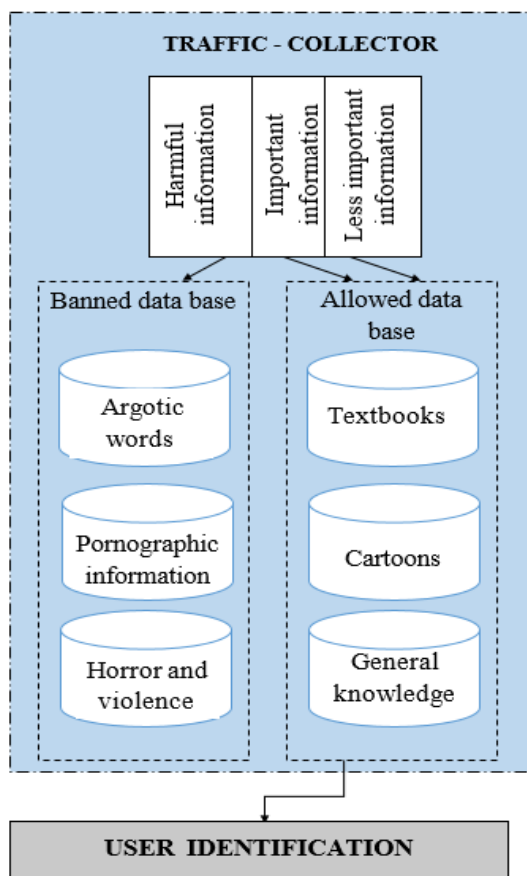 TRAFFIC - COLLECTOR
Harmful
information
Important
information
Less important
information
Banned data base
Argotic
words
Pornographic
information
Horror and
violence
Allowed data
base
Textbooks
Cartoons
General
knowledge
USER IDENTIFICATION